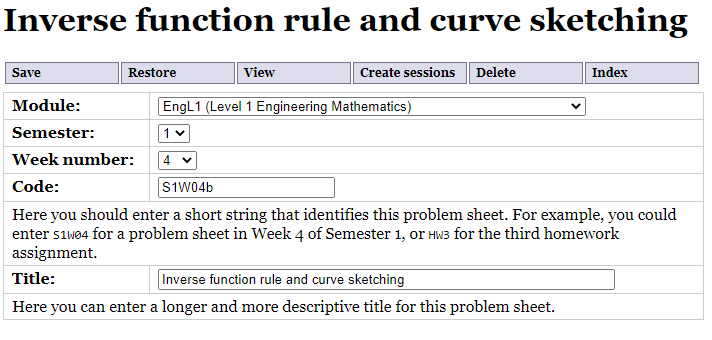 Inverse function rule and curve sketching
Save Restore View Create sessions Delete Index
Module: EngL1 (Level 1 Engineering Mathematics)
Semester: 1
Week number: 4
Code: S1W04b
Here you should enter a short string that identifies this problem sheet. For example, you could
enter S1W04 for a problem sheet in Week 4 of Semester 1, or HW3 for the third homework
assignment.
Title: Inverse function rule and curve sketching
Here you can enter a longer and more descriptive title for this problem sheet.